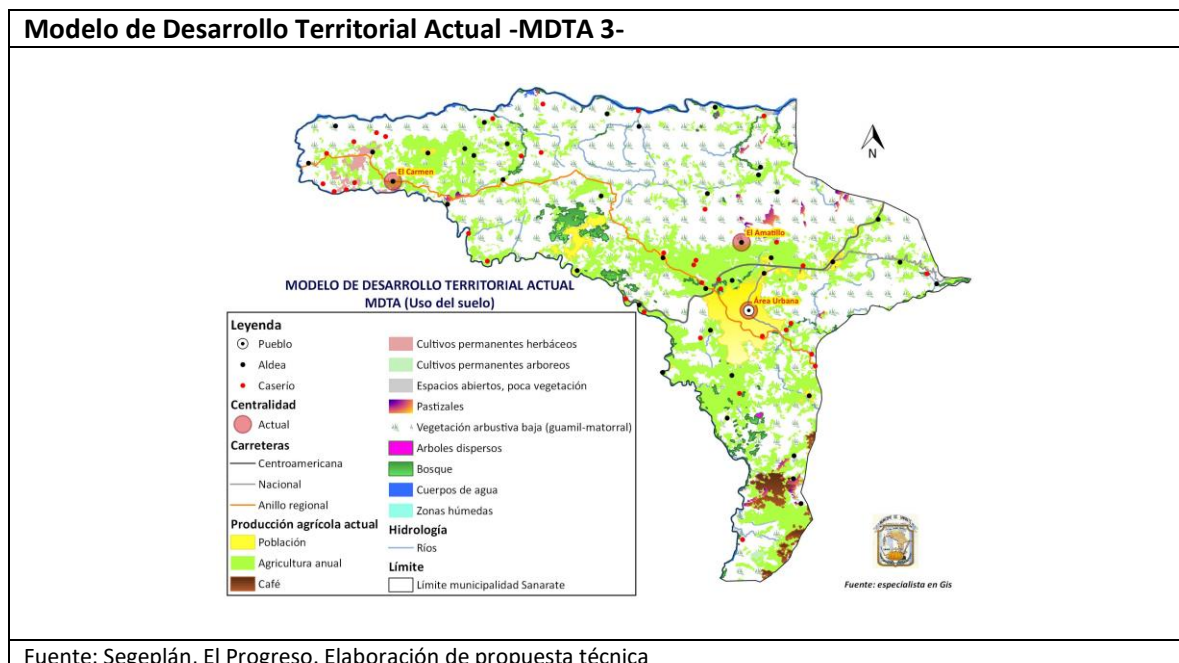 Modelo de Desarrollo Territorial Actual -MDTA 3-
N
El Carmen
El Amatillo
Área Urbana
MODELO DE DESARROLLO TERRITORIAL ACTUAL
MDTA (Uso del suelo)
Leyenda
Pueblo
Aldea
Caserío
Centralidad
Actual
Carreteras
Centroamericana
Nacional
Anillo regional
Producción agrícola actual
Población
Agricultura anual
Café
Cultivos permanentes herbáceos
Cultivos permanentes arboreos
Espacios abiertos, poca vegetación
Pastizales
Vegetación arbustiva baja (guamil-matorral)
Arboles dispersos
Bosque
Cuerpos de agua
Zonas húmedas
Hidrología
Ríos
Límite
Límite municipalidad Sanarate
Fuente: especialista en Gis
Fuente: Segeplán, El Progreso. Elaboración de propuesta técnica